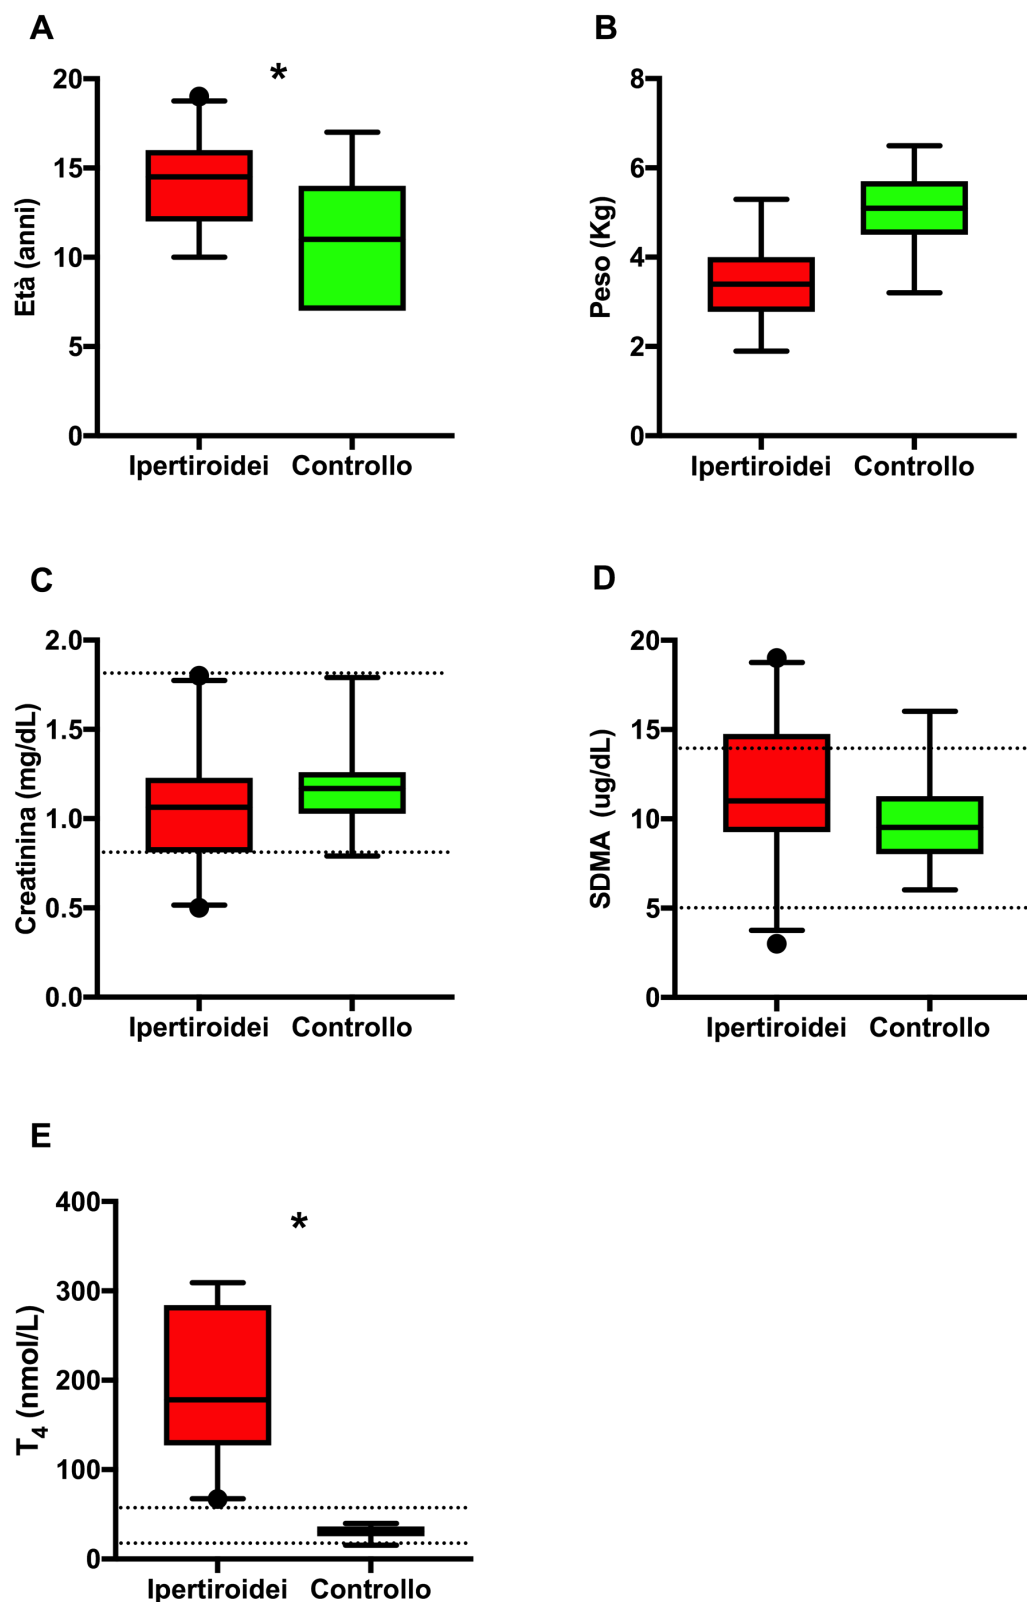 A
*
Età (anni)
20
15
10
5
0
Ipertiroidei Controllo
B
Peso (Kg)
8
6
4
2
0
Ipertiroidei Controllo
C
Creatinina (mg/dL)
2.0
1.5
1.0
0.5
0.0
Ipertiroidei Controllo
D
SDMA (ug/dL)
20
15
10
5
0
Ipertiroidei Controllo
E
*
T₄ (nmol/L)
400
300
200
100
0
Ipertiroidei Controllo